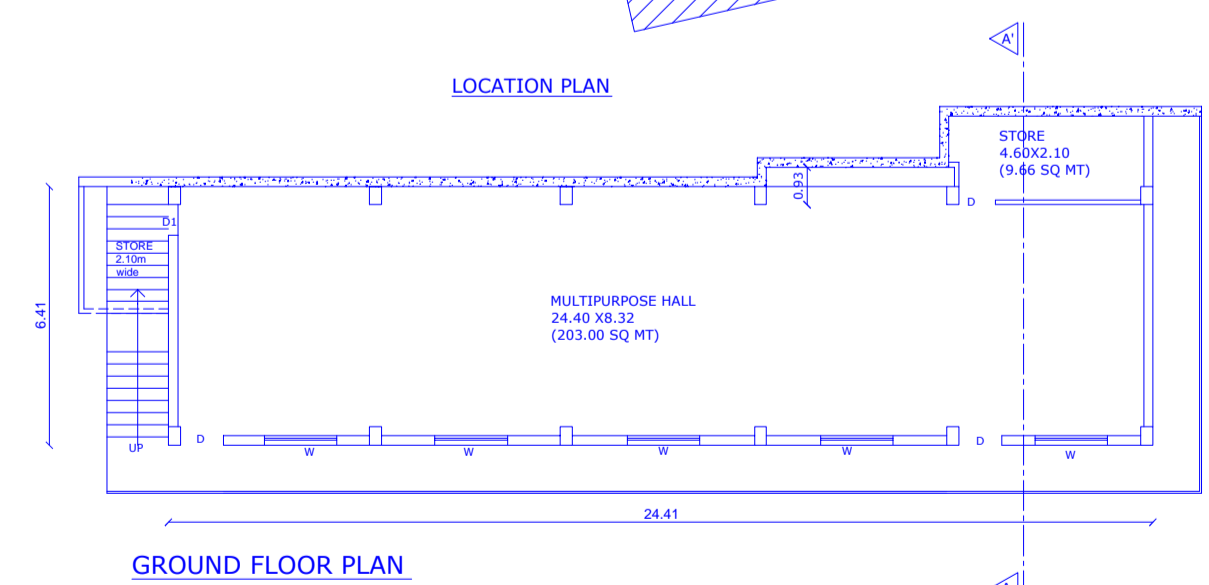 A'
LOCATION PLAN
STORE
4.60X2.10
(9.66 SQ MT)
0.93
D
D1
STORE
2.10m
wide
6.41
MULTIPURPOSE HALL
24.40 X8.32
(203.00 SQ MT)
UP
D
W
W
W
W
D
W
24.41
GROUND FLOOR PLAN